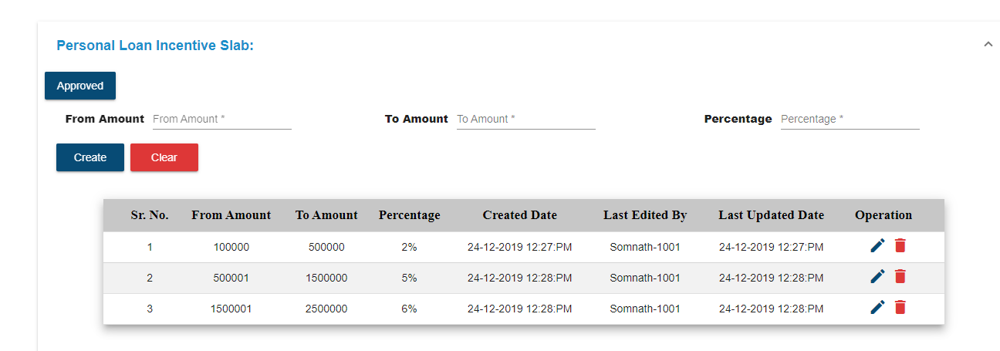 Personal Loan Incentive Slab:
Approved
From Amount From Amount * To Amount To Amount * Percentage Percentage *
Create Clear
Sr. No. From Amount To Amount Percentage Created Date Last Edited By Last Updated Date Operation
1 100000 500000 2% 24-12-2019 12:27:PM Somnath-1001 24-12-2019 12:27:PM
2 500001 1500000 5% 24-12-2019 12:28:PM Somnath-1001 24-12-2019 12:28:PM
3 1500001 2500000 6% 24-12-2019 12:28:PM Somnath-1001 24-12-2019 12:28:PM